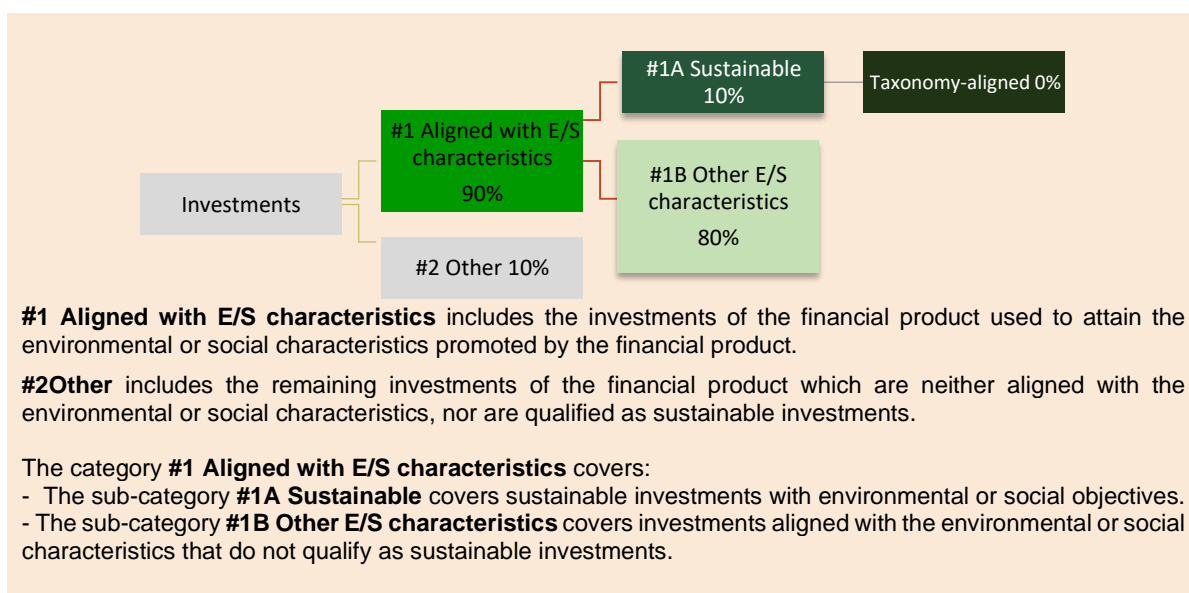 #1A Sustainable
10%
Taxonomy-aligned 0%
#1 Aligned with E/S
characteristics
90%
#1B Other E/S
characteristics
80%
Investments
#2 Other 10%
#1 Aligned with E/S characteristics includes the investments of the financial product used to attain the
environmental or social characteristics promoted by the financial product.
#2Other includes the remaining investments of the financial product which are neither aligned with the
environmental or social characteristics, nor are qualified as sustainable investments.
The category #1 Aligned with E/S characteristics covers:
- The sub-category #1A Sustainable covers sustainable investments with environmental or social objectives.
- The sub-category #1B Other E/S characteristics covers investments aligned with the environmental or social
characteristics that do not qualify as sustainable investments.